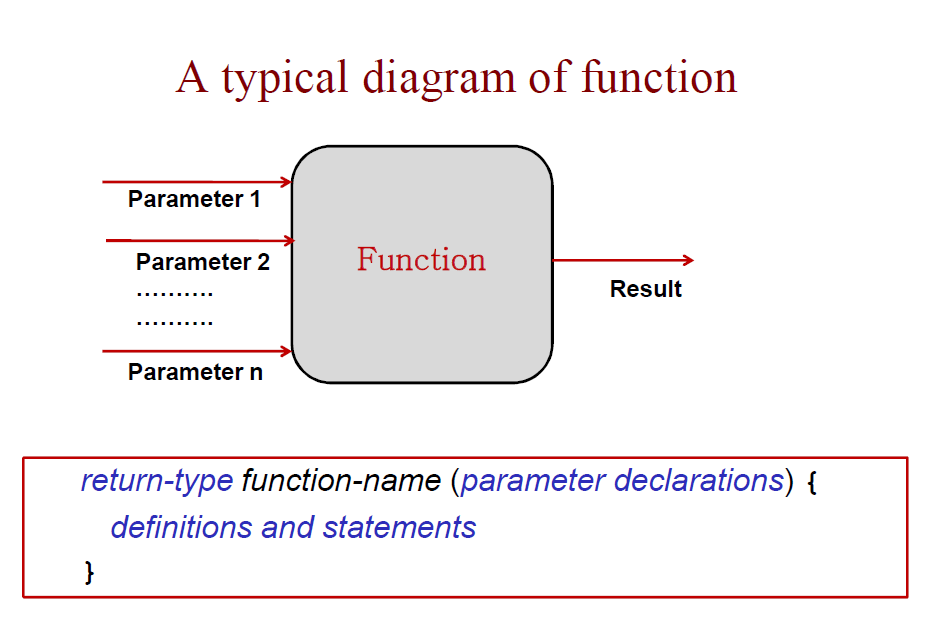 A typical diagram of function
Parameter 1
Parameter 2
..........
..........
Parameter n
Function
Result
return-type function-name (parameter declarations) {
definitions and statements
}